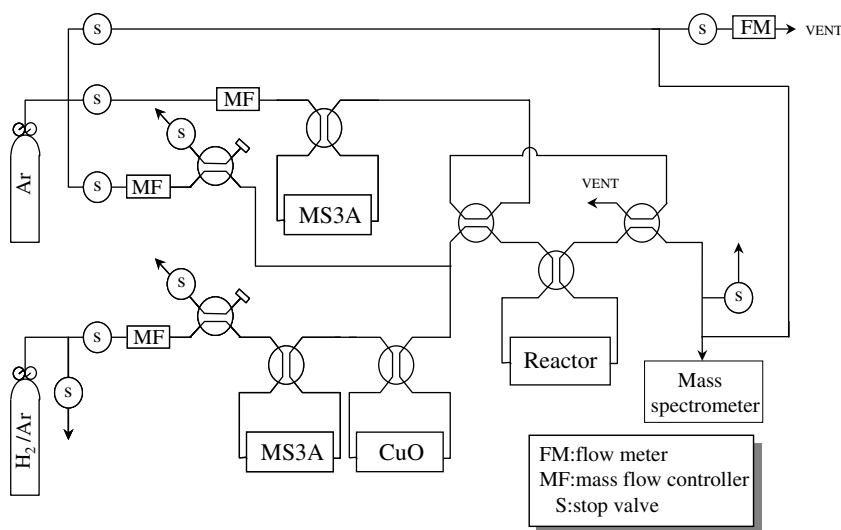 S
S
FM
VENT
S
MF
S
Ar
S
MF
MS3A
VENT
S
S
S
MF
Reactor
S
H2/Ar
MS3A
CuO
Mass
spectrometer
FM:flow meter
MF:mass flow controller
S:stop valve